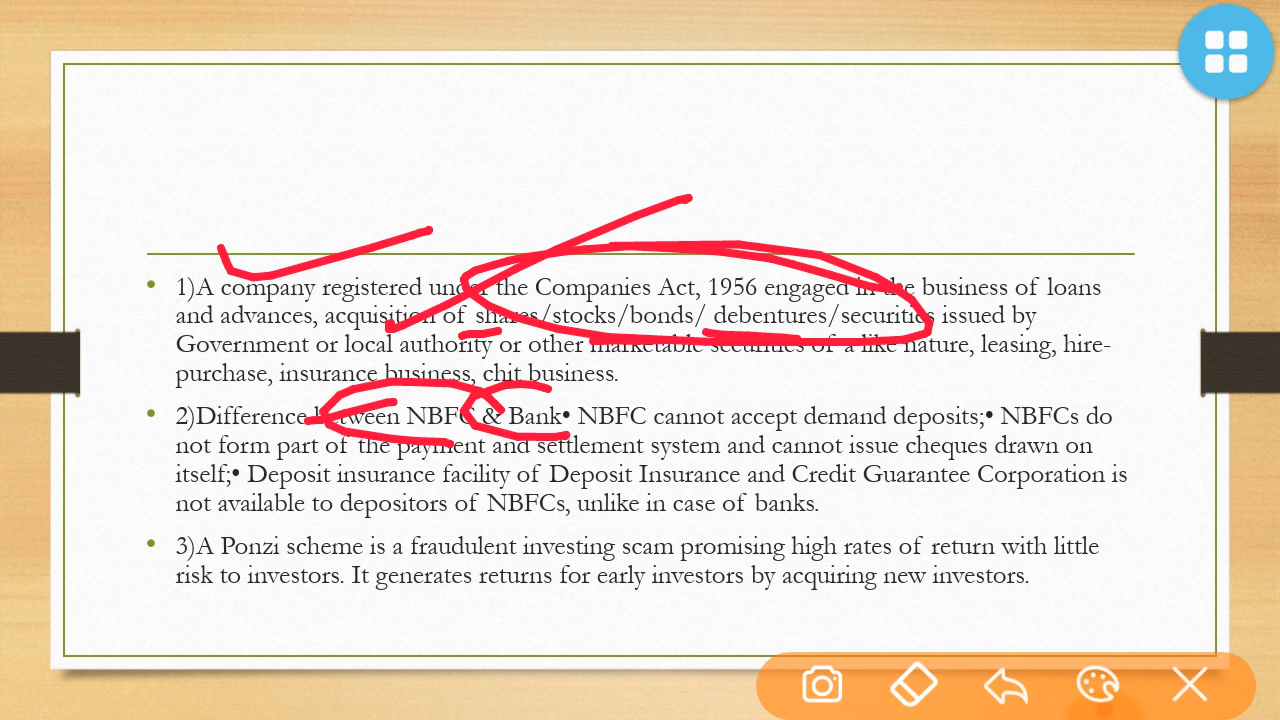 • 1)A company registered under the Companies Act, 1956 engaged in the business of loans
and advances, acquisition of shares/stocks/bonds/ debentures/securities issued by
Government or local authority or other marketable securities of a like nature, leasing, hire-
purchase, insurance business, chit business.
• 2)Difference between NBFC & Bank• NBFC cannot accept demand deposits;• NBFCs do
not form part of the payment and settlement system and cannot issue cheques drawn on
itself;• Deposit insurance facility of Deposit Insurance and Credit Guarantee Corporation is
not available to depositors of NBFCs, unlike in case of banks.
• 3)A Ponzi scheme is a fraudulent investing scam promising high rates of return with little
risk to investors. It generates returns for early investors by acquiring new investors.